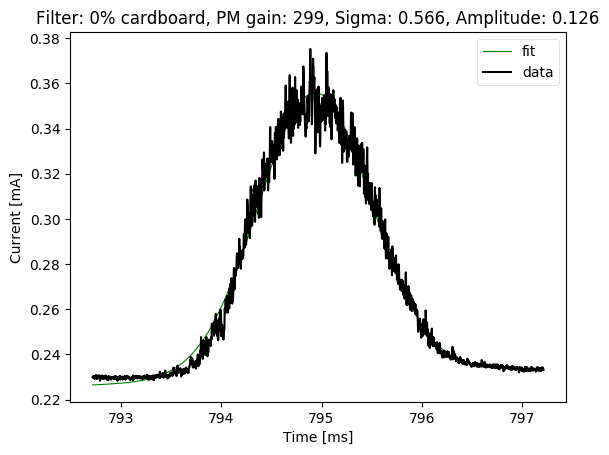 Filter: 0% cardboard, PM gain: 299, Sigma: 0.566, Amplitude: 0.126
fit
data
0.38
0.36
0.34
0.32
0.30
0.28
0.26
0.24
0.22
Current [mA]
793 794 795 796 797
Time [ms]